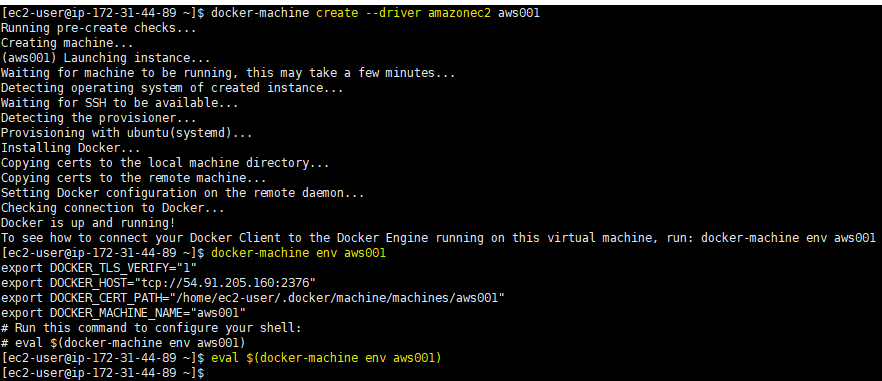 [ec2-user@ip-172-31-44-89 ~]$ docker-machine create --driver amazonec2 aws001
Running pre-create checks...
Creating machine...
(aws001) Launching instance...
Waiting for machine to be running, this may take a few minutes...
Detecting operating system of created instance...
Waiting for SSH to be available...
Detecting the provisioner...
Provisioning with ubuntu(systemd)...
Installing Docker...
Copying certs to the local machine directory...
Copying certs to the remote machine...
Setting Docker configuration on the remote daemon...
Checking connection to Docker...
Docker is up and running!
To see how to connect your Docker Client to the Docker Engine running on this virtual machine, run: docker-machine env aws001
[ec2-user@ip-172-31-44-89 ~]$ docker-machine env aws001
export DOCKER_TLS_VERIFY="1"
export DOCKER_HOST="tcp://54.91.205.160:2376"
export DOCKER_CERT_PATH="/home/ec2-user/.docker/machine/machines/aws001"
export DOCKER_MACHINE_NAME="aws001"
# Run this command to configure your shell:
# eval $(docker-machine env aws001)
[ec2-user@ip-172-31-44-89 ~]$ eval $(docker-machine env aws001)
[ec2-user@ip-172-31-44-89 ~]$